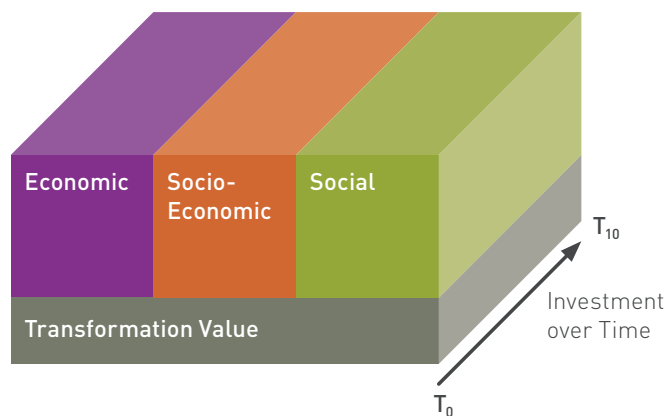 Economic
Socio-
Economic
Social
Transformation Value
T10
Investment
over Time
T0